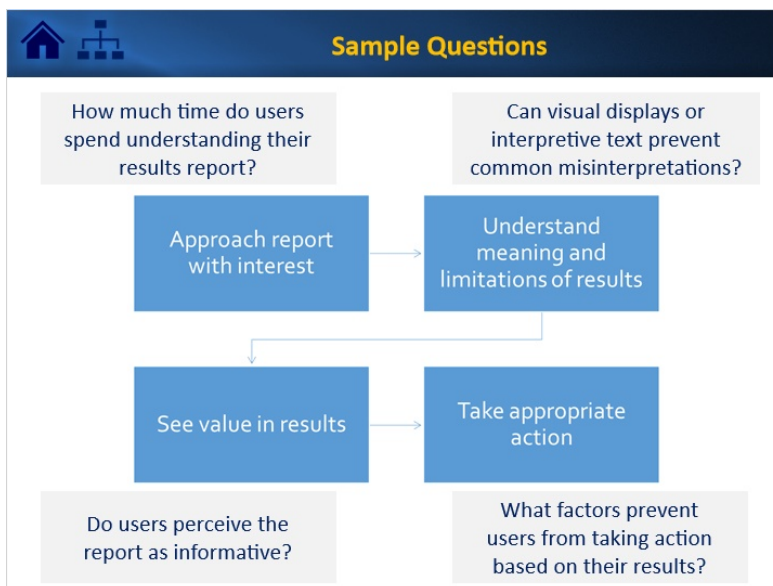 Sample Questions
How much time do users
spend understanding their
results report?
Can visual displays or
interpretive text prevent
common misinterpretations?
Approach report
with interest
Understand
meaning and
limitations of results
See value in results
Take appropriate
action
Do users perceive the
report as informative?
What factors prevent
users from taking action
based on their results?